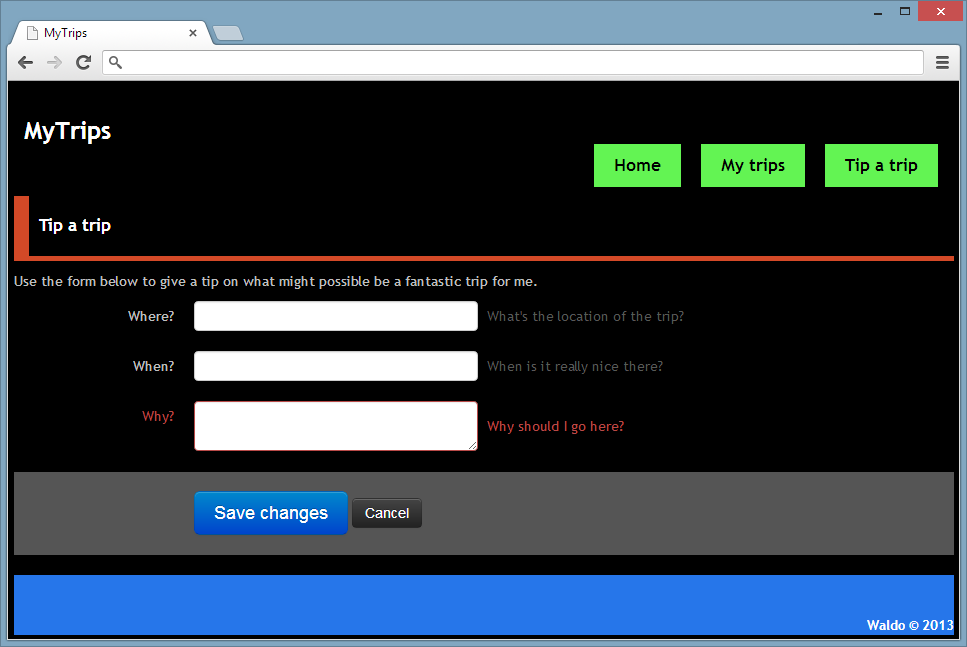 MyTrips
MyTrips
Home My trips Tip a trip
Tip a trip
Use the form below to give a tip on what might possible be a fantastic trip for me.
Where? What's the location of the trip?
When? When is it really nice there?
Why? Why should I go here?
Save changes Cancel
Waldo © 2013